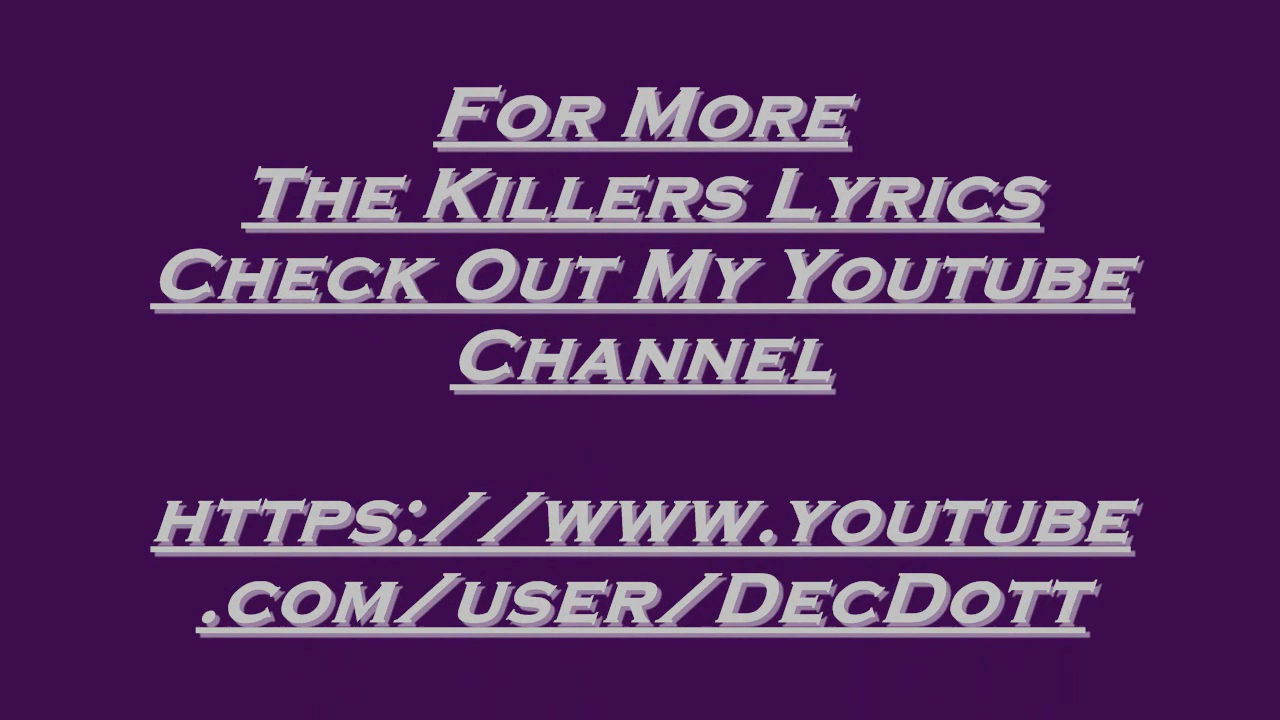 For More
The Killers Lyrics
Check Out My Youtube
Channel
https://www.youtube
.com/user/DecDott